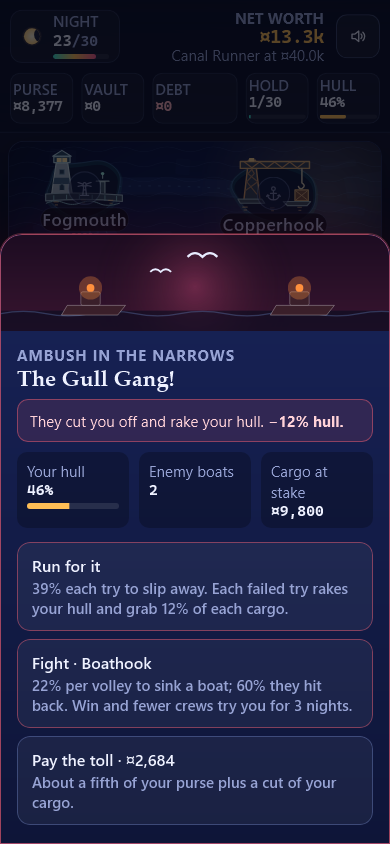 NIGHT
23/30
NET WORTH
¤13.3k
Canal Runner at ¤40.0k
PURSE
¤8,377
VAULT
¤0
DEBT
¤0
HOLD
1/30
HULL
46%
Fogmouth
Copperhook
AMBUSH IN THE NARROWS
The Gull Gang!
They cut you off and rake your hull. −12% hull.
Your hull
46%
Enemy boats
2
Cargo at
stake
¤9,800
Run for it
39% each try to slip away. Each failed try rakes
your hull and grab 12% of each cargo.
Fight · Boathook
22% per volley to sink a boat; 60% they hit
back. Win and fewer crews try you for 3 nights.
Pay the toll · ¤2,684
About a fifth of your purse plus a cut of your
cargo.